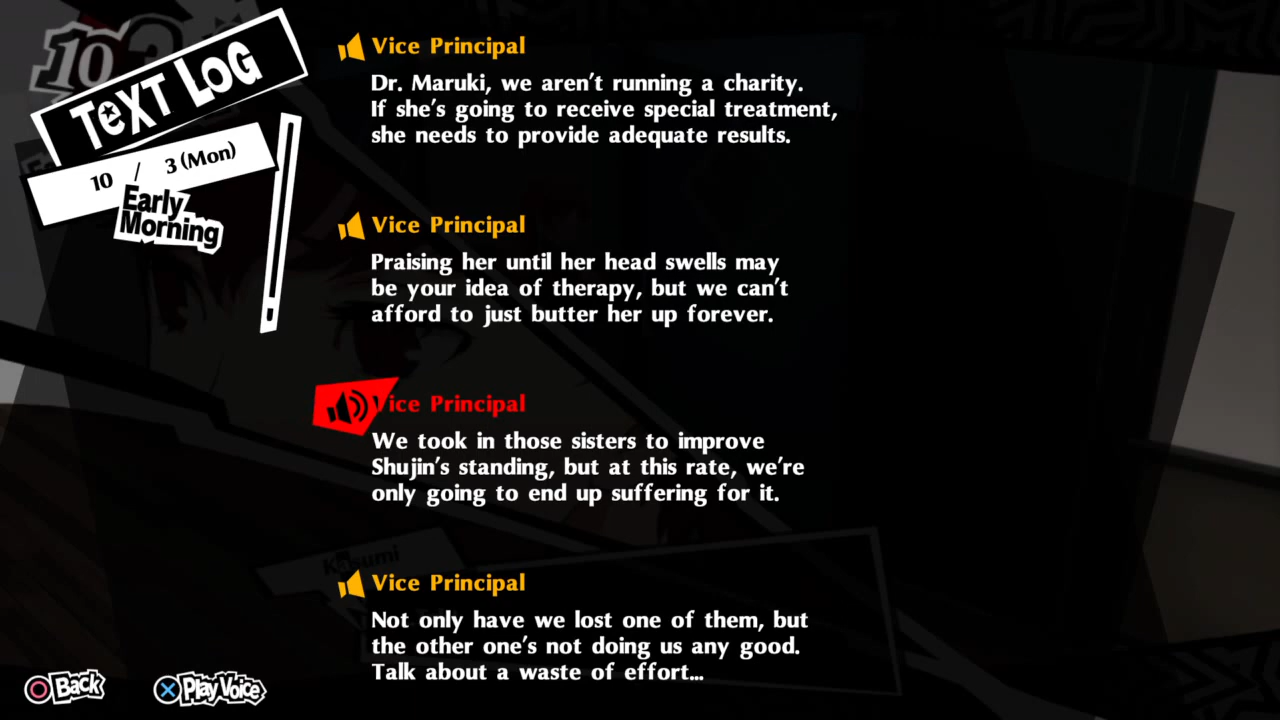 10
TEXT LOG
10 / 3 (Mon)
Early
Morning
Vice Principal
Dr. Maruki, we aren't running a charity.
If she's going to receive special treatment,
she needs to provide adequate results.
Vice Principal
Praising her until her head swells may
be your idea of therapy, but we can't
afford to just butter her up forever.
Vice Principal
We took in those sisters to improve
Shujin's standing, but at this rate, we're
only going to end up suffering for it.
Kasumi
Vice Principal
Not only have we lost one of them, but
the other one's not doing us any good.
Talk about a waste of effort...
Back
Play Voice